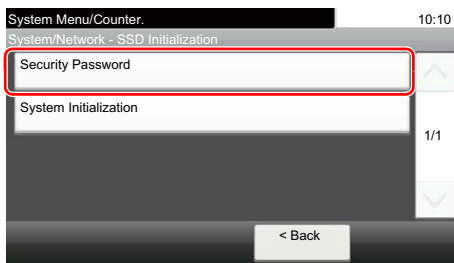 System Menu/Counter.
10:10
System/Network - SSD Initialization
Security Password
System Initialization
1/1
< Back